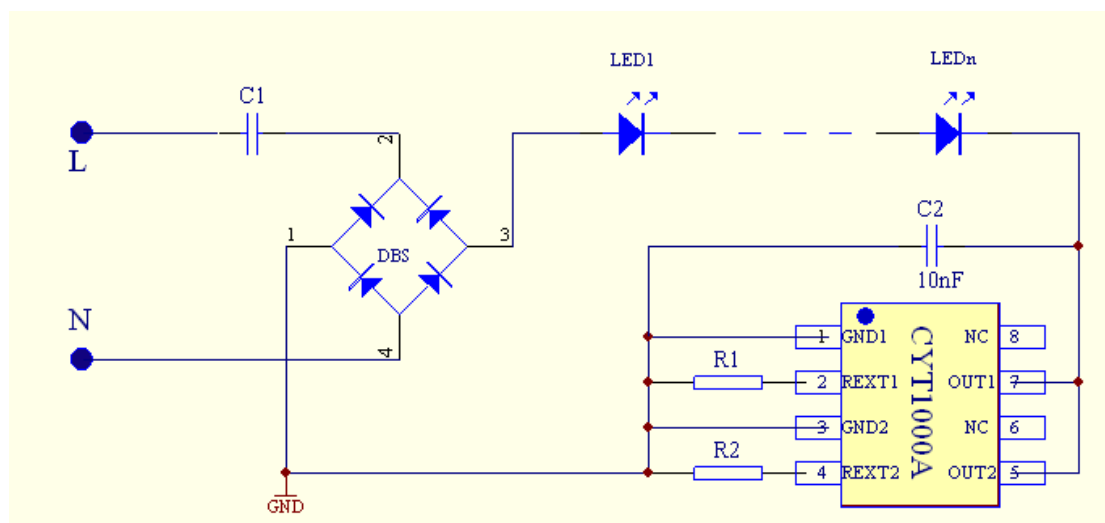 LED1
LEDn
C1
L
2
C2
1
3
DBS
10nF
N
4
GND
R1
R2
1 GND1
2 REXT1
3 GND2
4 REXT2
CYT1000A
NC 8
OUT1 7
NC 6
OUT2 5